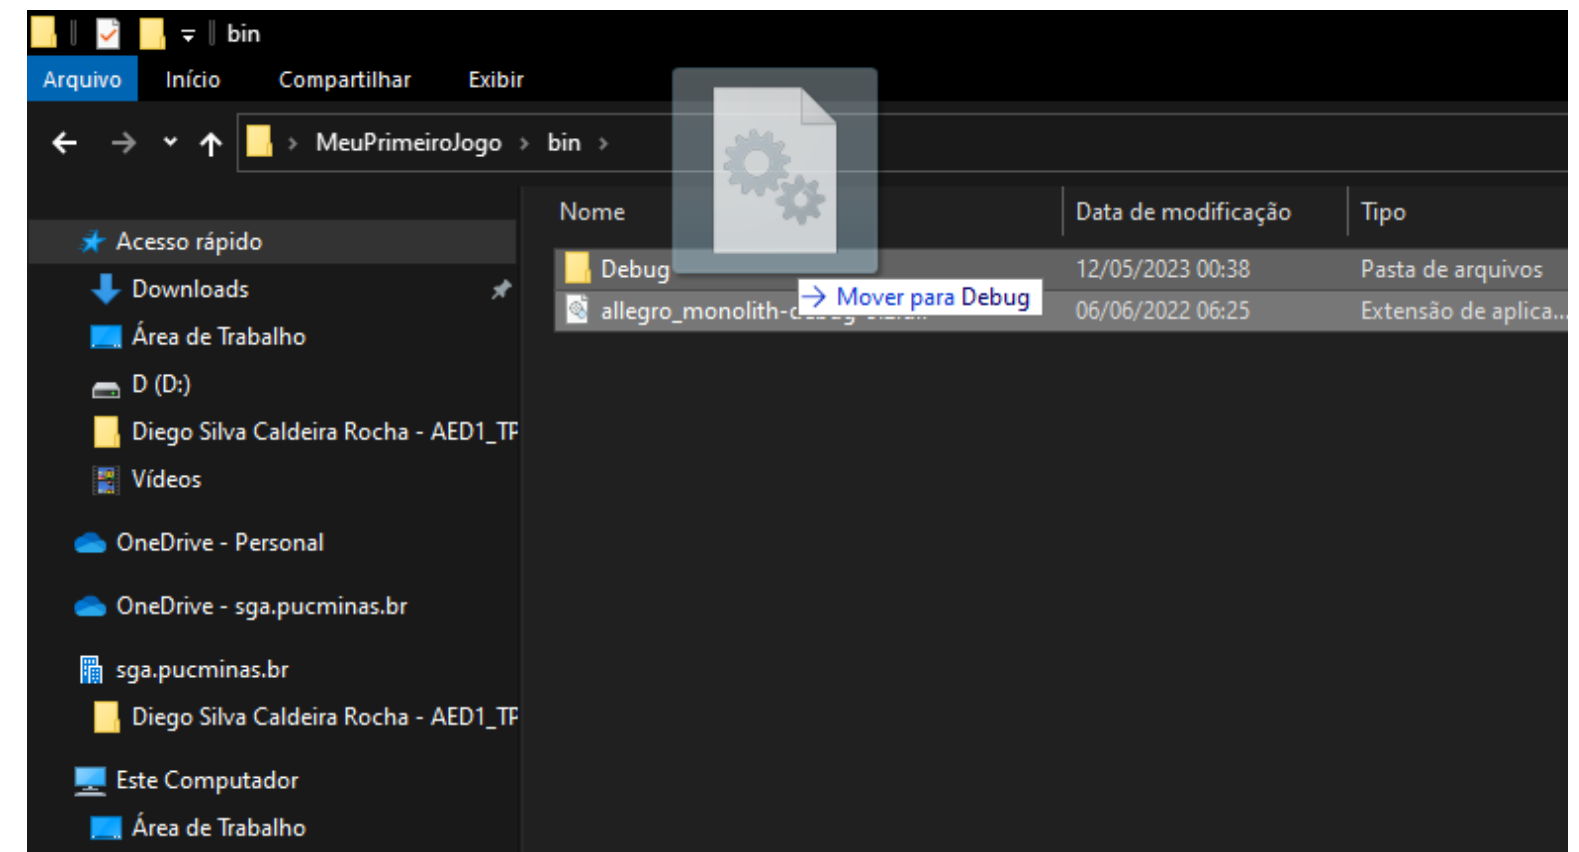 bin
Arquivo Início Compartilhar Exibir
MeuPrimeiroJogo bin
Nome Data de modificação Tipo
Acesso rápido
Debug 12/05/2023 00:38 Pasta de arquivos
Downloads
Mover para Debug
allegro_monolith- 06/06/2022 06:25 Extensão de aplica...
Área de Trabalho
D (D:)
Diego Silva Caldeira Rocha - AED1_TP
Vídeos
OneDrive - Personal
OneDrive - sga.pucminas.br
sga.pucminas.br
Diego Silva Caldeira Rocha - AED1_TP
Este Computador
Área de Trabalho